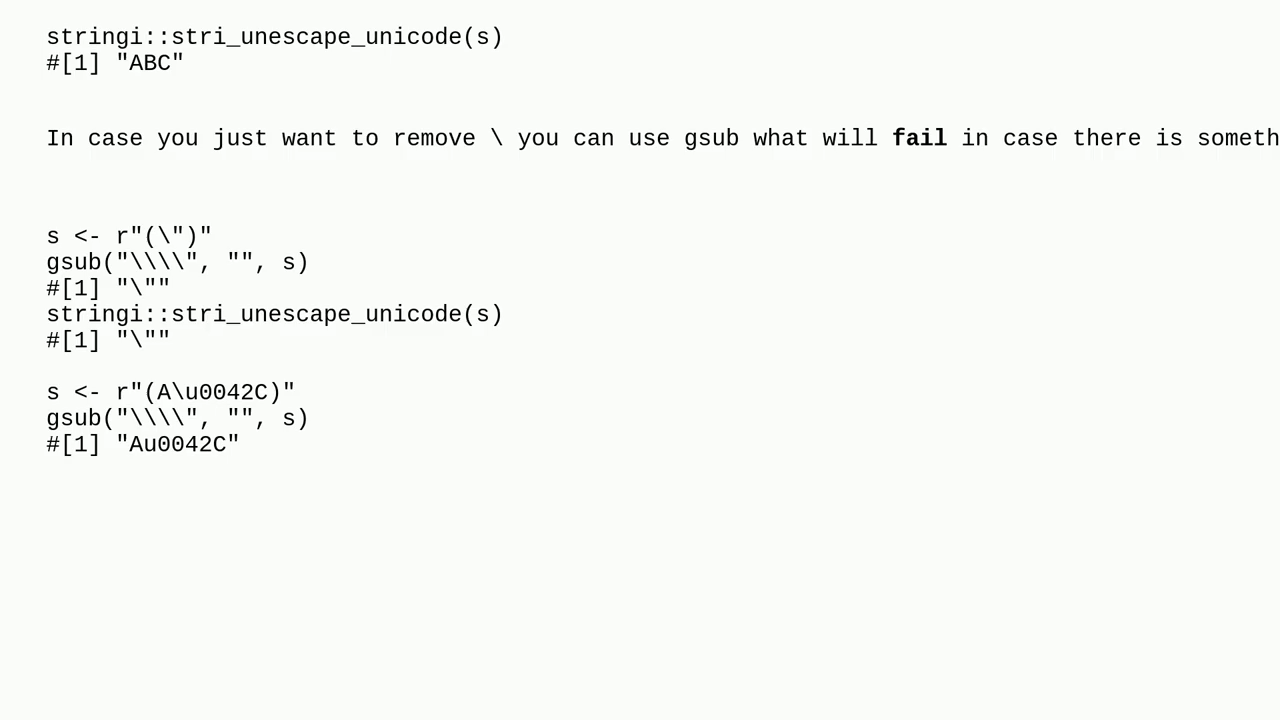 stringi::stri_unescape_unicode(s)
#[1] "ABC"
In case you just want to remove \ you can use gsub what will fail in case there is someth
s <- r"(\")"
gsub("\\\\", "", s)
#[1] "\""
stringi::stri_unescape_unicode(s)
#[1] "\""
s <- r"(A\u0042C)"
gsub("\\\\", "", s)
#[1] "Au0042C"